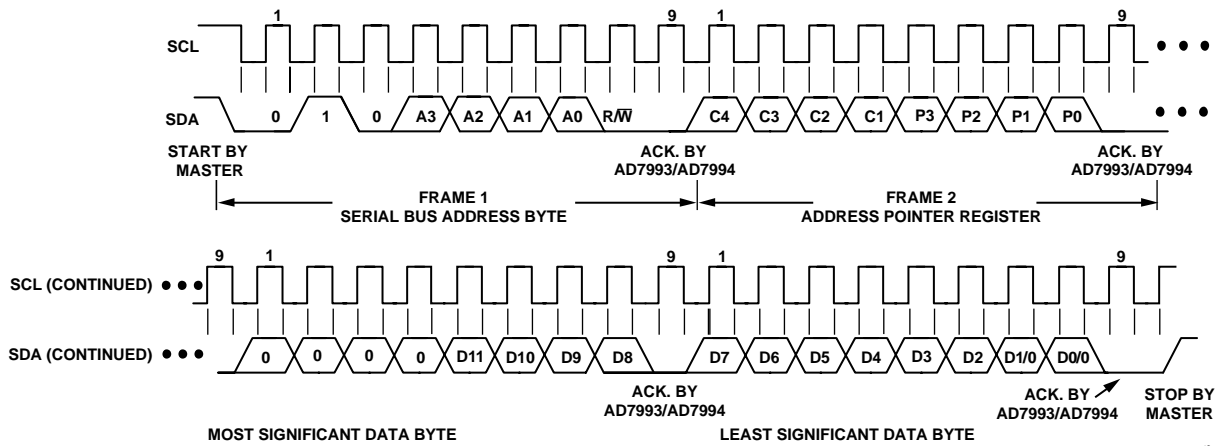 1 9 1 9
SCL
SDA 0 1 0 A3 A2 A1 A0 R/W̅ C4 C3 C2 C1 P3 P2 P1 P0
START BY MASTER
ACK. BY AD7993/AD7994
ACK. BY AD7993/AD7994
FRAME 1
SERIAL BUS ADDRESS BYTE
FRAME 2
ADDRESS POINTER REGISTER
9 1 9 1 9
SCL (CONTINUED)
SDA (CONTINUED) 0 0 0 0 D11 D10 D9 D8 D7 D6 D5 D4 D3 D2 D1/0 D0/0
ACK. BY
AD7993/AD7994
ACK. BY
AD7993/AD7994
STOP BY
MASTER
MOST SIGNIFICANT DATA BYTE
LEAST SIGNIFICANT DATA BYTE